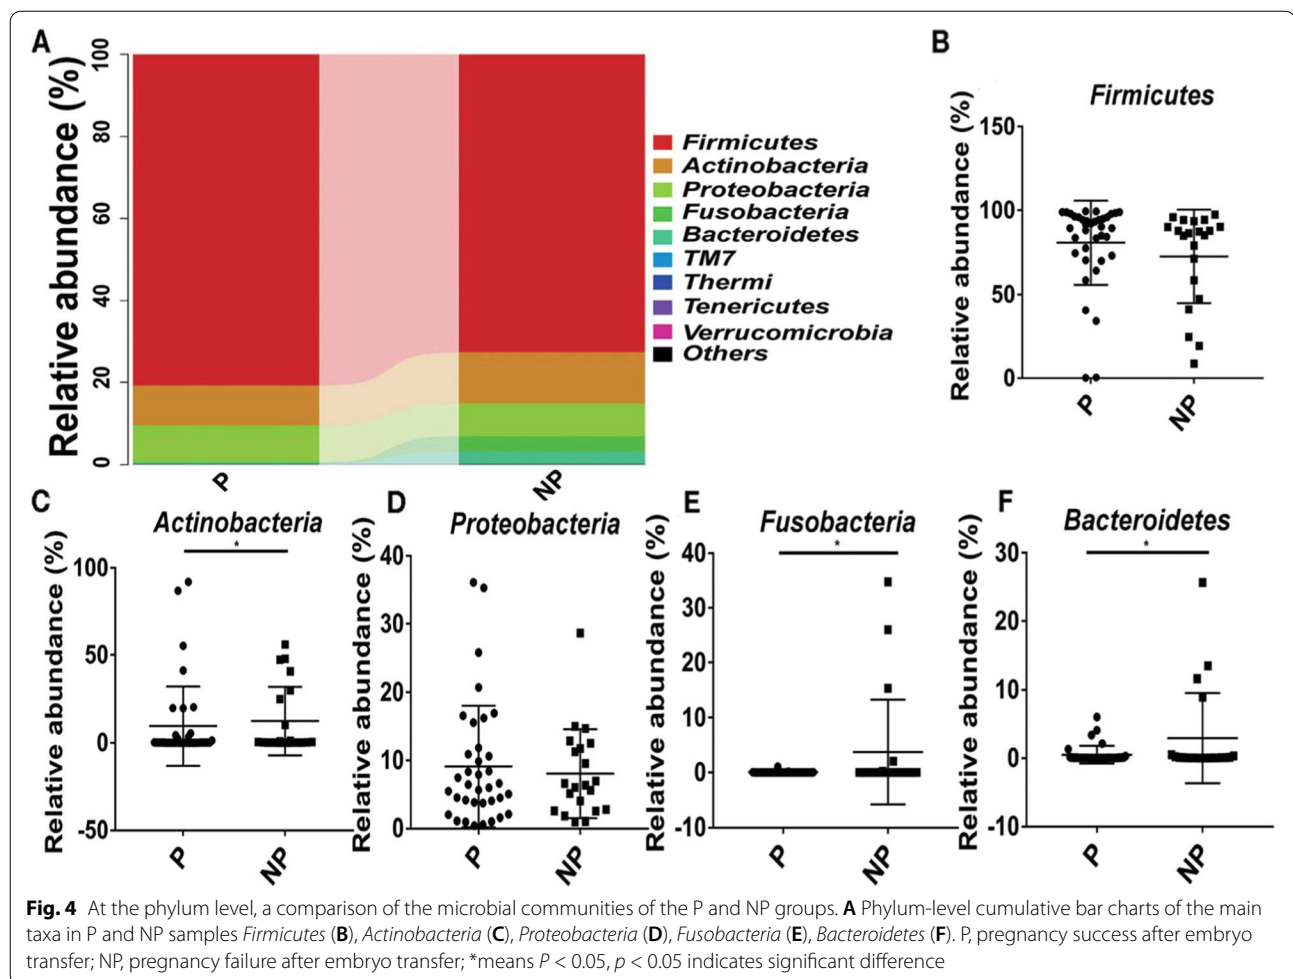 A
Relative abundance (%)
100
80
60
40
20
0
P
NP
Firmicutes
Actinobacteria
Proteobacteria
Fusobacteria
Bacteroidetes
TM7
Thermi
Tenericutes
Verrucomicrobia
Others
B
Firmicutes
Relative abundance (%)
150
100
50
0
P
NP
C
Actinobacteria
*
Relative abundance (%)
100
50
0
-50
P
NP
D
Proteobacteria
Relative abundance (%)
40
30
20
10
0
P
NP
E
Fusobacteria
*
Relative abundance (%)
40
30
20
10
0
-10
P
NP
F
Bacteroidetes
*
Relative abundance (%)
30
20
10
0
-10
P
NP
Fig. 4 At the phylum level, a comparison of the microbial communities of the P and NP groups. A Phylum-level cumulative bar charts of the main
taxa in P and NP samples Firmicutes (B), Actinobacteria (C), Proteobacteria (D), Fusobacteria (E), Bacteroidetes (F). P, pregnancy success after embryo
transfer; NP, pregnancy failure after embryo transfer; *means P < 0.05, p < 0.05 indicates significant difference